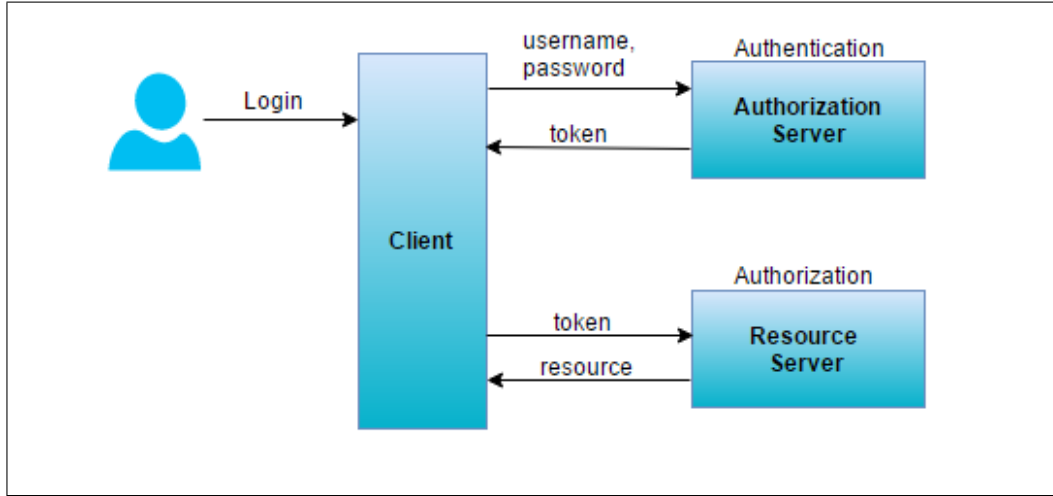 Login
Client
username,
password
token
Authentication
Authorization
Server
token
resource
Authorization
Resource
Server